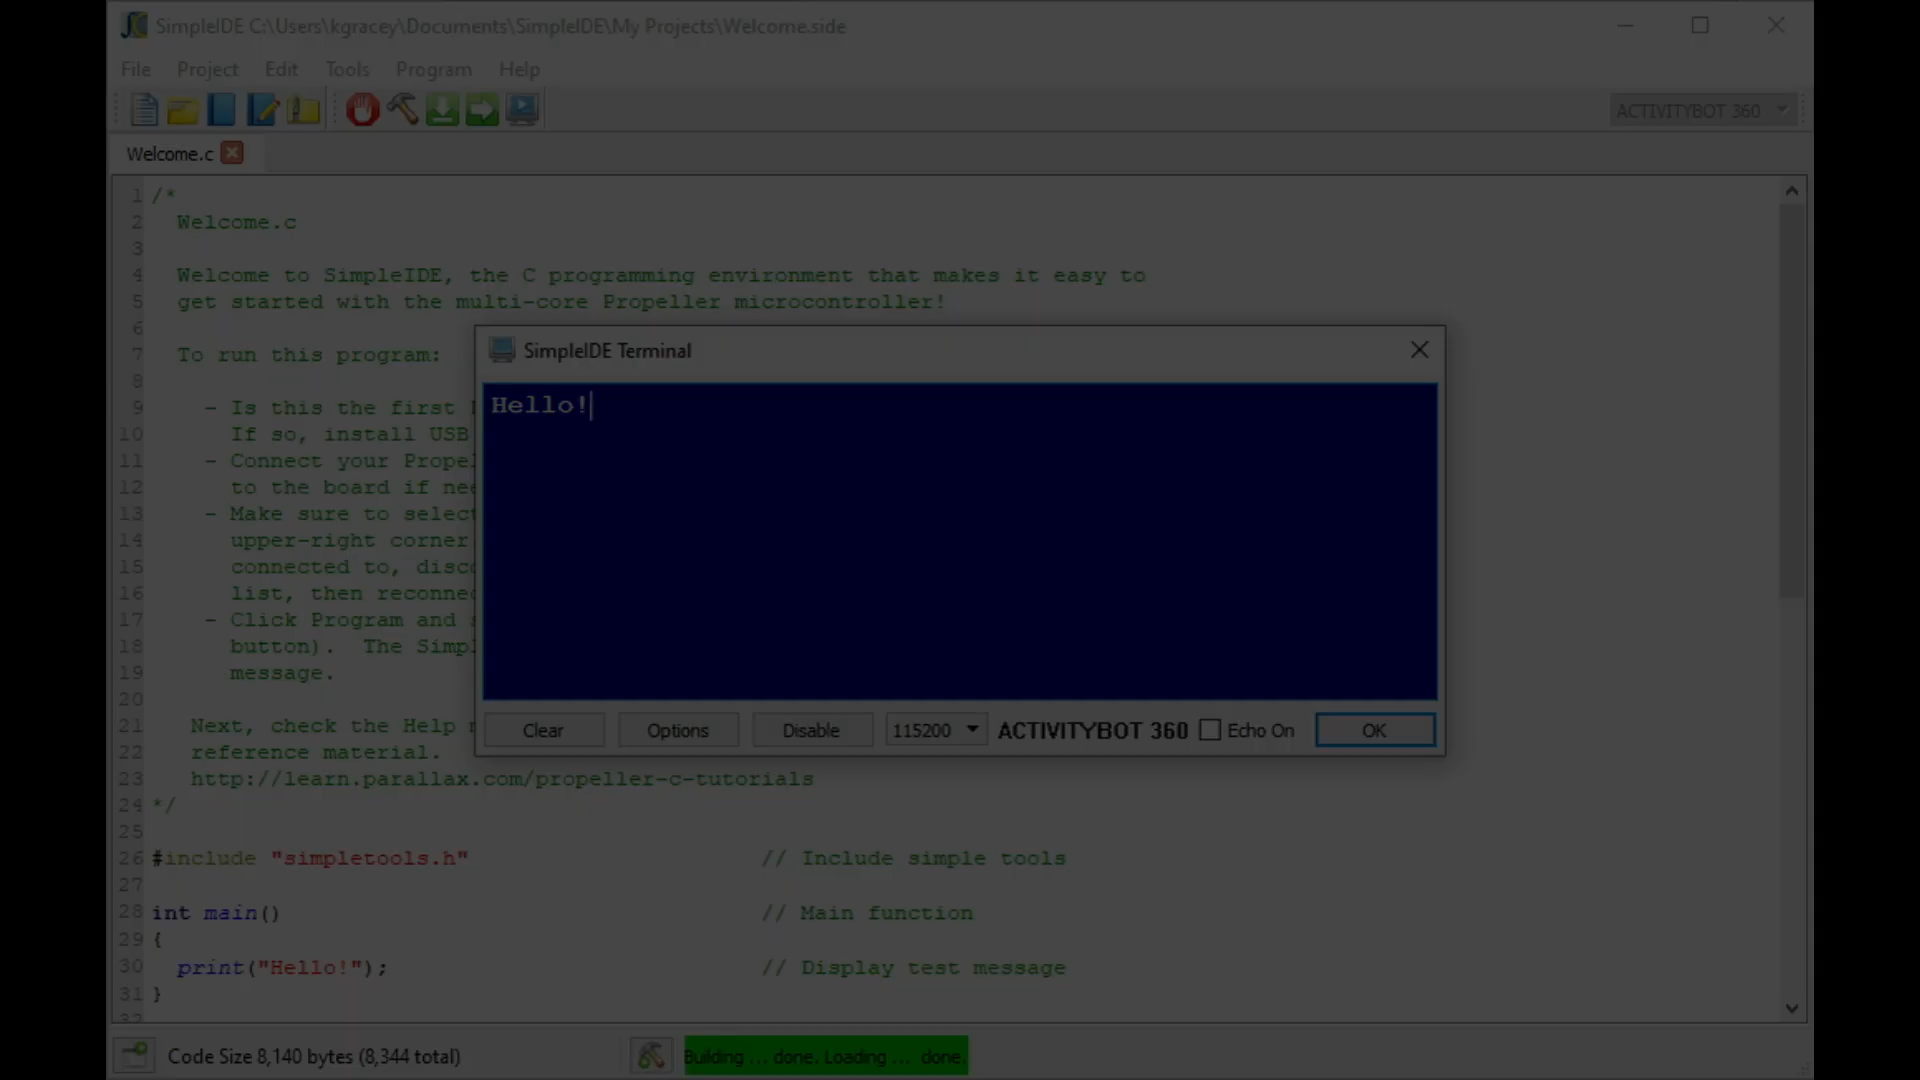 SimpleIDE C:\Users\kgracey\Documents\SimpleIDE\My Projects\Welcome.side
File Project Edit Tools Program Help
ACTIVITYBOT 360
Welcome.c
1 /*
2 Welcome.c
3
4 Welcome to SimpleIDE, the C programming environment that makes it easy to
5 get started with the multi-core Propeller microcontroller!
6
7 To run this program:
8
9 - Is this the first
10 If so, install USB
11 - Connect your Prope
12 to the board if nee
13 - Make sure to select
14 upper-right corner
15 connected to, disco
16 list, then reconnec
17 - Click Program and
18 button). The Simpl
19 message.
20
21 Next, check the Help
22 reference material.
23 http://learn.parallax.com/propeller-c-tutorials
24 */
25
26 #include "simpletools.h" // Include simple tools
27
28 int main() // Main function
29 {
30 print("Hello!"); // Display test message
31 }
32
SimpleIDE Terminal
Hello!
Clear Options Disable 115200 ACTIVITYBOT 360 Echo On OK
Code Size 8,140 bytes (8,344 total)
Building ... done. Loading ... done.